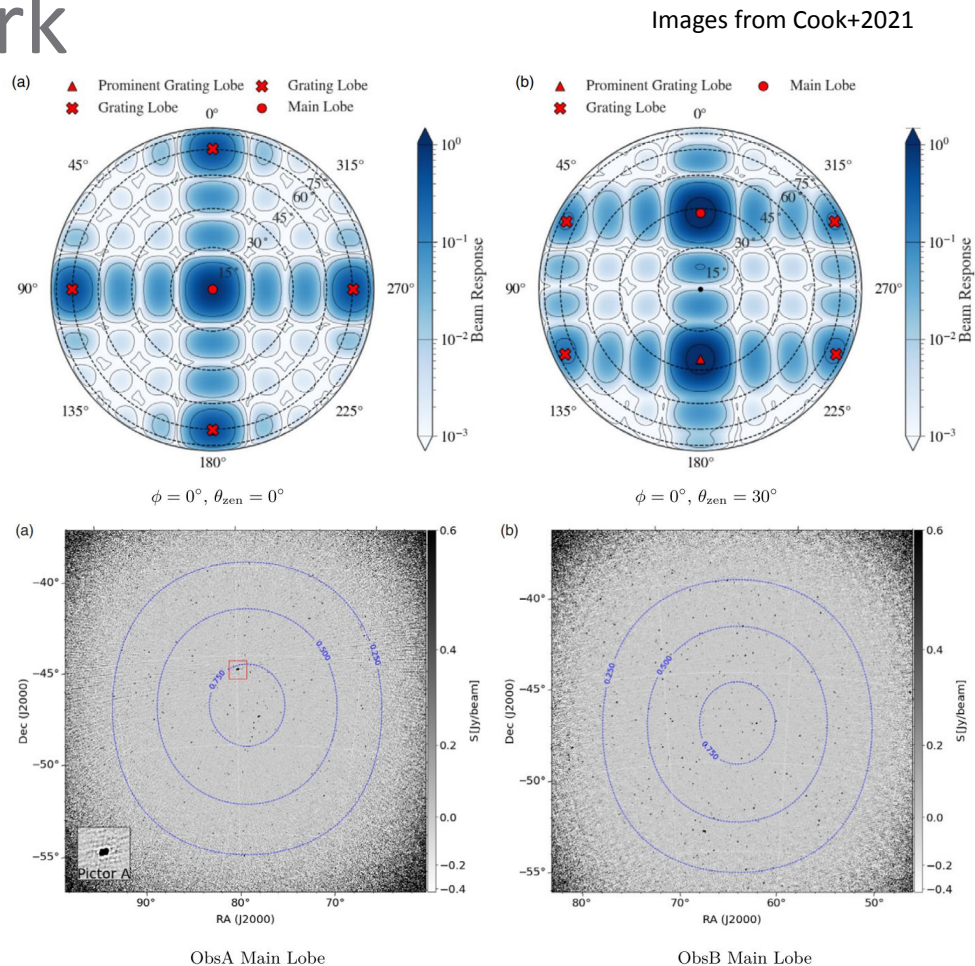 rk
Images from Cook+2021
(a)
Prominent Grating Lobe
Grating Lobe
Grating Lobe
Main Lobe
0°
45°
315°
75°
60°
45°
30°
15°
90°
270°
135°
225°
180°
10⁰
10⁻¹
10⁻²
10⁻³
Beam Response
ϕ = 0°, θzen = 0°
(b)
Prominent Grating Lobe
Main Lobe
Grating Lobe
0°
45°
315°
75°
60°
45°
30°
15°
90°
270°
135°
225°
180°
10⁰
10⁻¹
10⁻²
10⁻³
Beam Response
ϕ = 0°, θzen = 30°
(a)
−40°
−45°
−50°
−55°
Dec (J2000)
0.250
0.500
0.750
Pictor A
90°
80°
70°
RA (J2000)
0.6
0.4
0.2
0.0
−0.2
−0.4
S[Jy/beam]
ObsA Main Lobe
(b)
−40°
−45°
−50°
−55°
Dec (J2000)
0.250
0.500
0.750
80°
70°
60°
50°
RA (J2000)
0.6
0.4
0.2
0.0
−0.2
−0.4
S[Jy/beam]
ObsB Main Lobe